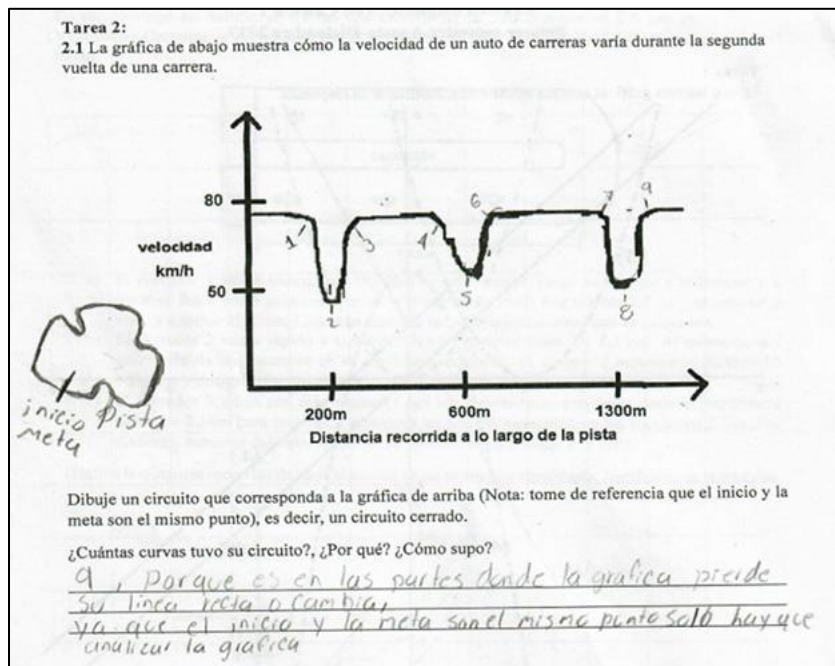 Tarea 2:
2.1 La gráfica de abajo muestra cómo la velocidad de un auto de carreras varía durante la segunda
vuelta de una carrera.
80
velocidad
km/h
60
1
2
3
4
5
6
7
8
9
200m
600m
1300m
Distancia recorrida a lo largo de la pista
inicio Pista
meta
Dibuje un circuito que corresponda a la gráfica de arriba (Nota: tome de referencia que el inicio y la
meta son el mismo punto), es decir, un circuito cerrado.
¿Cuántas curvas tuvo su circuito?, ¿Por qué? ¿Cómo supo?
9, Porque es en las partes donde la grafica pierde
su linea recta o cambia,
ya que el inicio y la meta son el mismo punto solo hay que
analizar la grafica